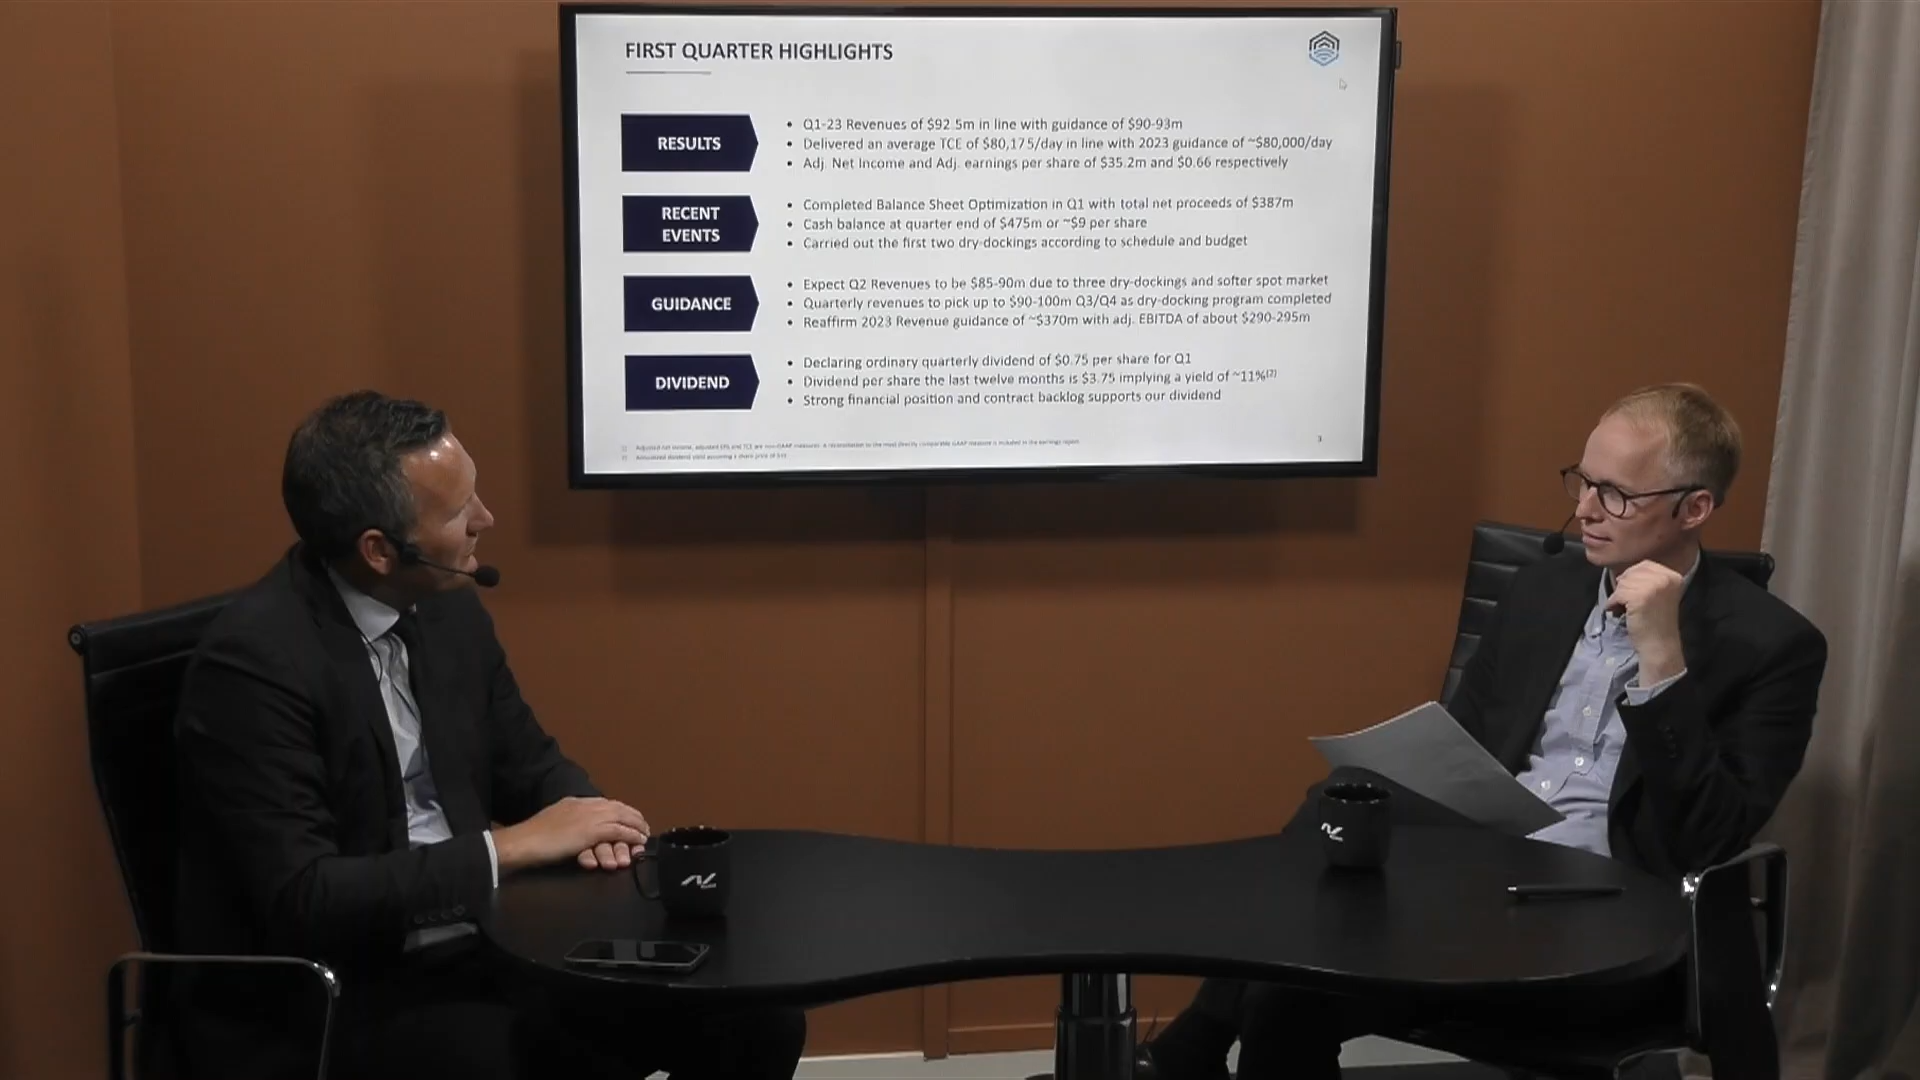 FIRST QUARTER HIGHLIGHTS
RESULTS
• Q1-23 Revenues of $92.5m in line with guidance of $90-93m
• Delivered an average TCE of $80,175/day in line with 2023 guidance of ~$80,000/day
• Adj. Net Income and Adj. earnings per share of $35.2m and $0.66 respectively
RECENT
EVENTS
• Completed Balance Sheet Optimization in Q1 with total net proceeds of $387m
• Cash balance at quarter end of $475m or ~$9 per share
• Carried out the first two dry-dockings according to schedule and budget
GUIDANCE
• Expect Q2 Revenues to be $85-90m due to three dry-dockings and softer spot market
• Quarterly revenues to pick up to $90-100m Q3/Q4 as dry-docking program completed
• Reaffirm 2023 Revenue guidance of ~$370m with adj. EBITDA of about $290-295m
DIVIDEND
• Declaring ordinary quarterly dividend of $0.75 per share for Q1
• Dividend per share the last twelve months is $3.75 implying a yield of ~11%(2)
• Strong financial position and contract backlog supports our dividend
3